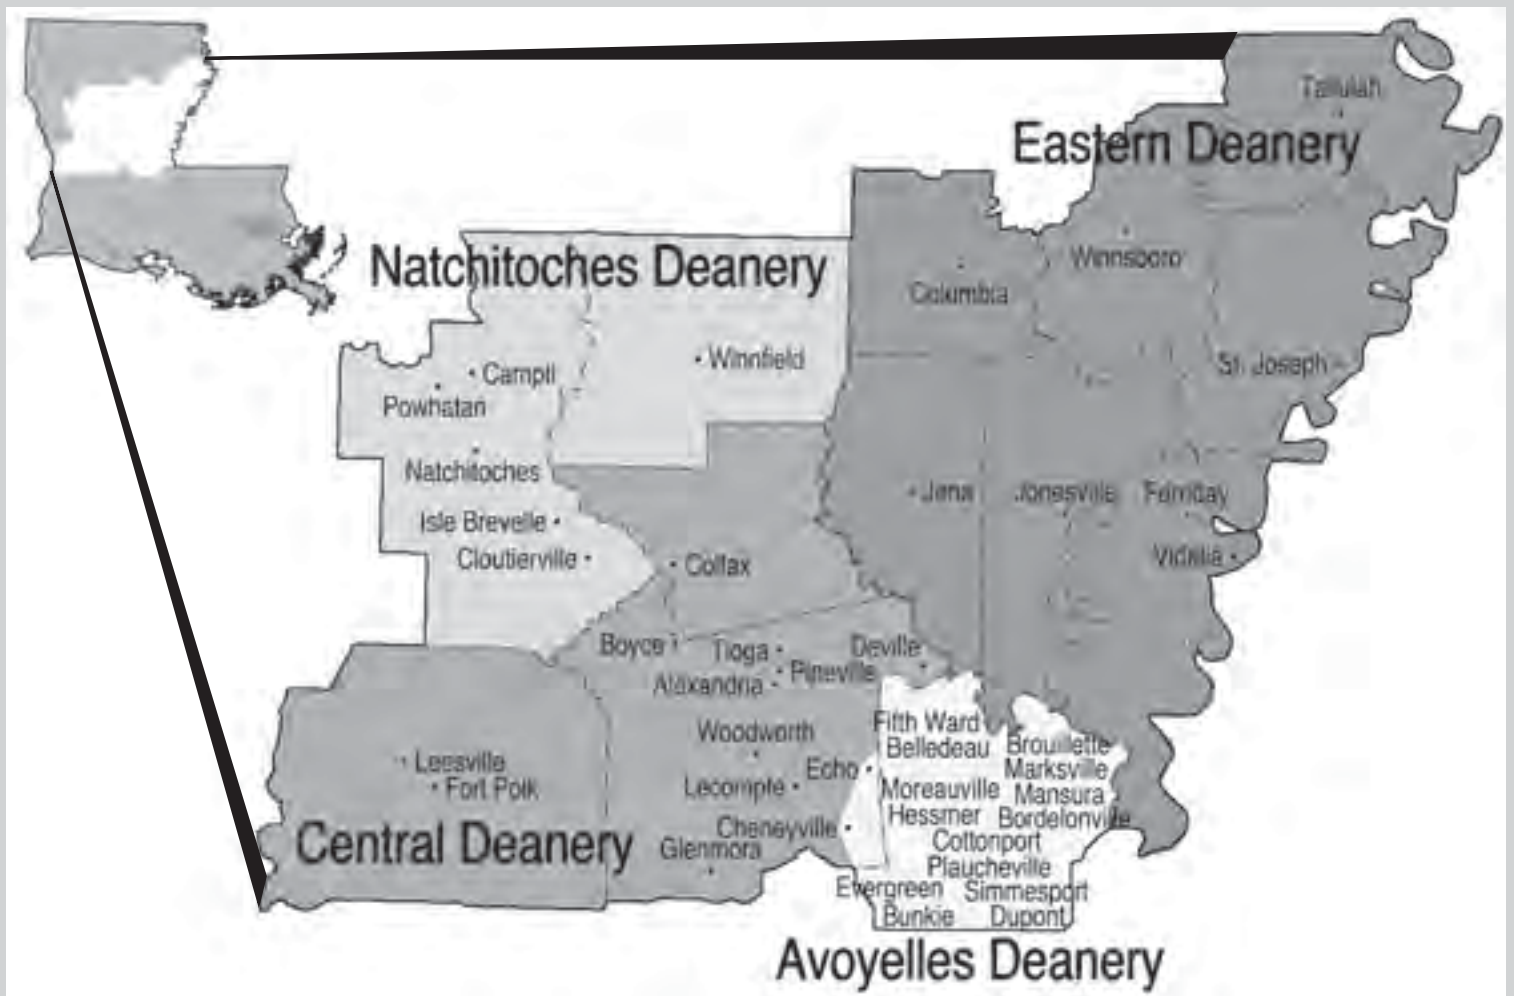 Tallulah
Eastern Deanery
Natchitoches Deanery
Winnsboro
Columbia
Winnfield
St. Joseph
Campti
Powhatan
Natchitoches
Jena
Jonesville
Ferriday
Isle Brevelle
Cloutierville
Vidalia
Colfax
Boyce
Tioga
Deville
Pineville
Alexandria
Fifth Ward
Woodworth
Belledeau
Brouillette
Leesville
Echo
Marksville
Fort Polk
Lecompte
Moreauville
Mansura
Hessmer
Bordelonville
Cheneyville
Central Deanery
Glenmora
Cottonport
Plaucheville
Evergreen
Simmesport
Bunkie
Dupont
Avoyelles Deanery